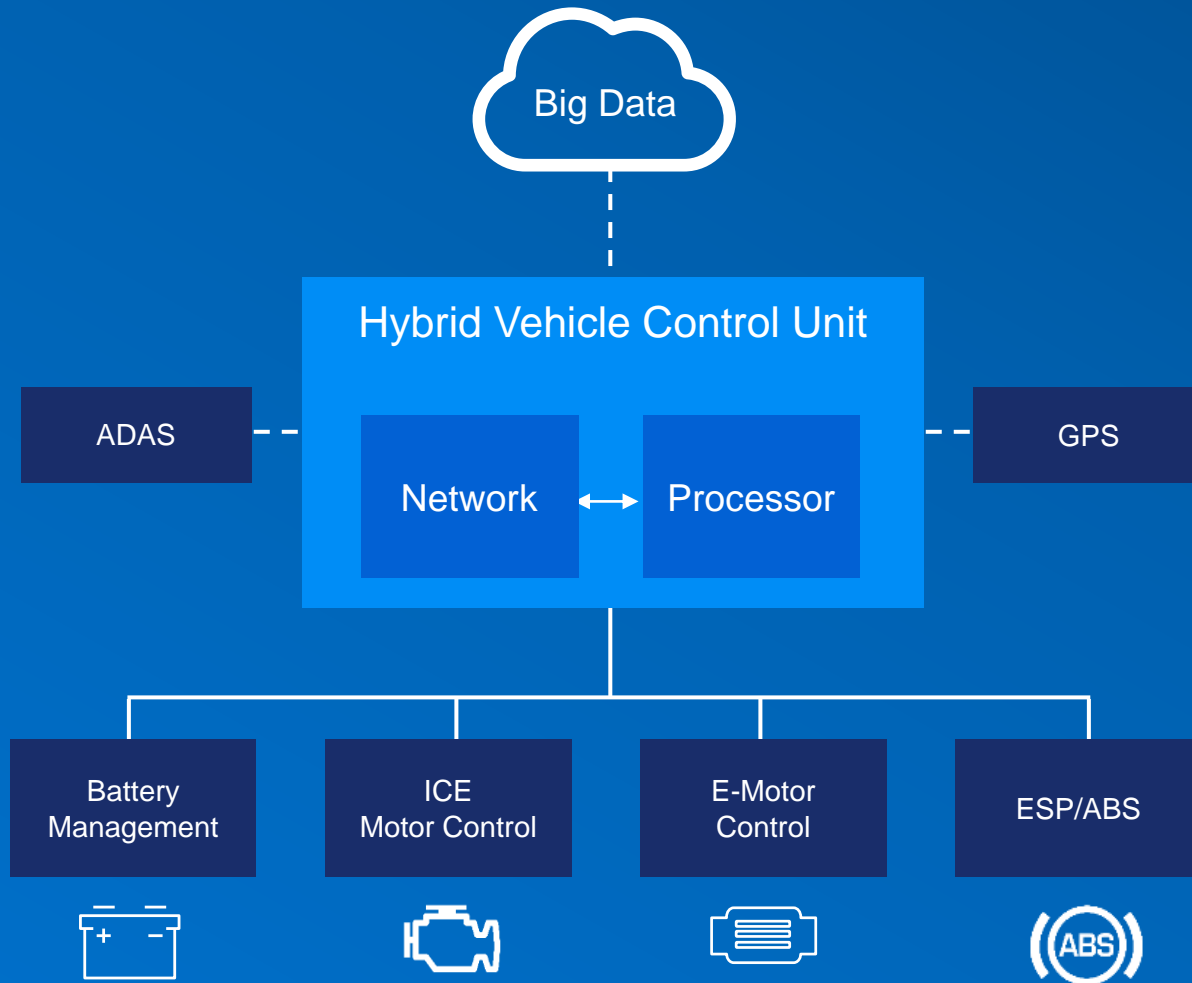 Big Data
Hybrid Vehicle Control Unit
ADAS
GPS
Network
Processor
Battery
Management
ICE
Motor Control
E-Motor
Control
ESP/ABS
+ −
ABS